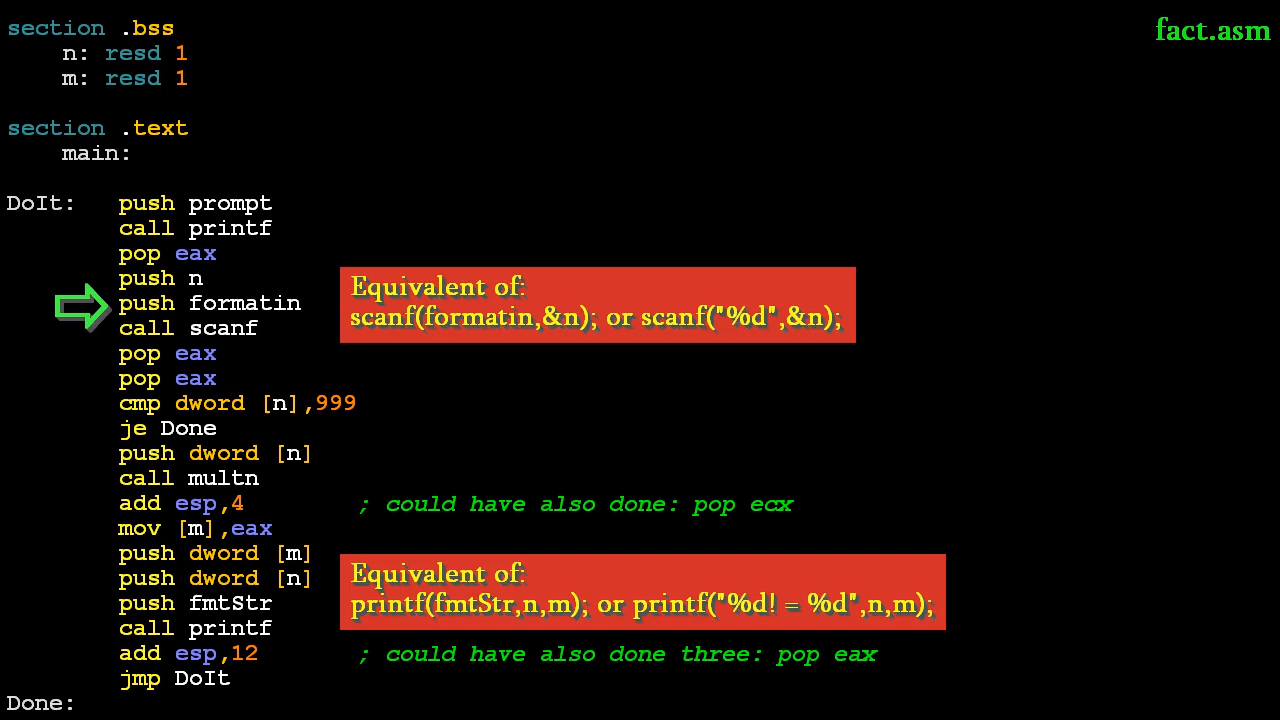 fact.asm
section .bss
n: resd 1
m: resd 1
section .text
main:
DoIt: push prompt
call printf
pop eax
push n
push formatin
call scanf
Equivalent of:
scanf(formatin,&n); or scanf("%d",&n);
pop eax
pop eax
cmp dword [n],999
je Done
push dword [n]
call multn
add esp,4 ; could have also done: pop ecx
mov [m],eax
push dword [m]
push dword [n]
push fmtStr
call printf
Equivalent of:
printf(fmtStr,n,m); or printf("%d! = %d",n,m);
add esp,12 ; could have also done three: pop eax
jmp DoIt
Done: